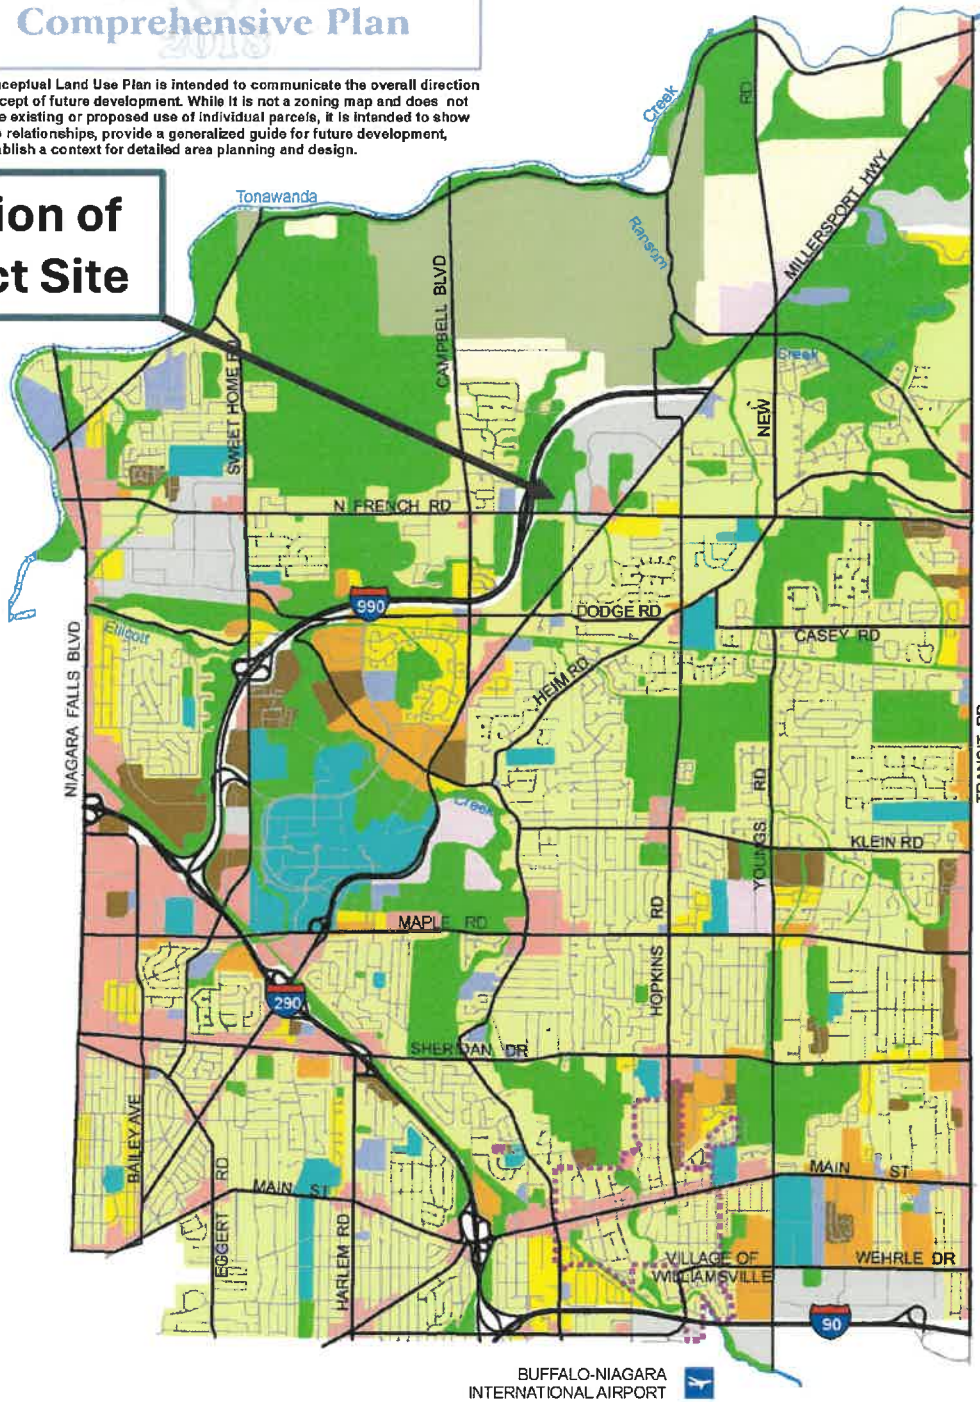 Comprehensive Plan
2018
ceptual Land Use Plan is intended to communicate the overall direction
cept of future development. While it is not a zoning map and does not
e existing or proposed use of individual parcels, it is intended to show
relationships, provide a generalized guide for future development,
ablish a context for detailed area planning and design.
ion of
ct Site
Tonawanda
Creek
RD
Ransom
MILLERSPORT HWY
CAMPBELL BLVD
SWEET HOME RD
Creek
NEW
N FRENCH RD
990
DODGE RD
CASEY RD
Ellicott
HEIM RD
NIAGARA FALLS BLVD
TRANSIT RD
YOUNGS RD
Creek
KLEIN RD
MAPLE RD
HOPKINS RD
290
SHERIDAN DR
BAILEY AVE
MAIN ST
EGGERT RD
MAIN ST
HARLEM RD
VILLAGE OF
WILLIAMSVILLE
WEHRLE DR
90
BUFFALO-NIAGARA
INTERNATIONAL AIRPORT